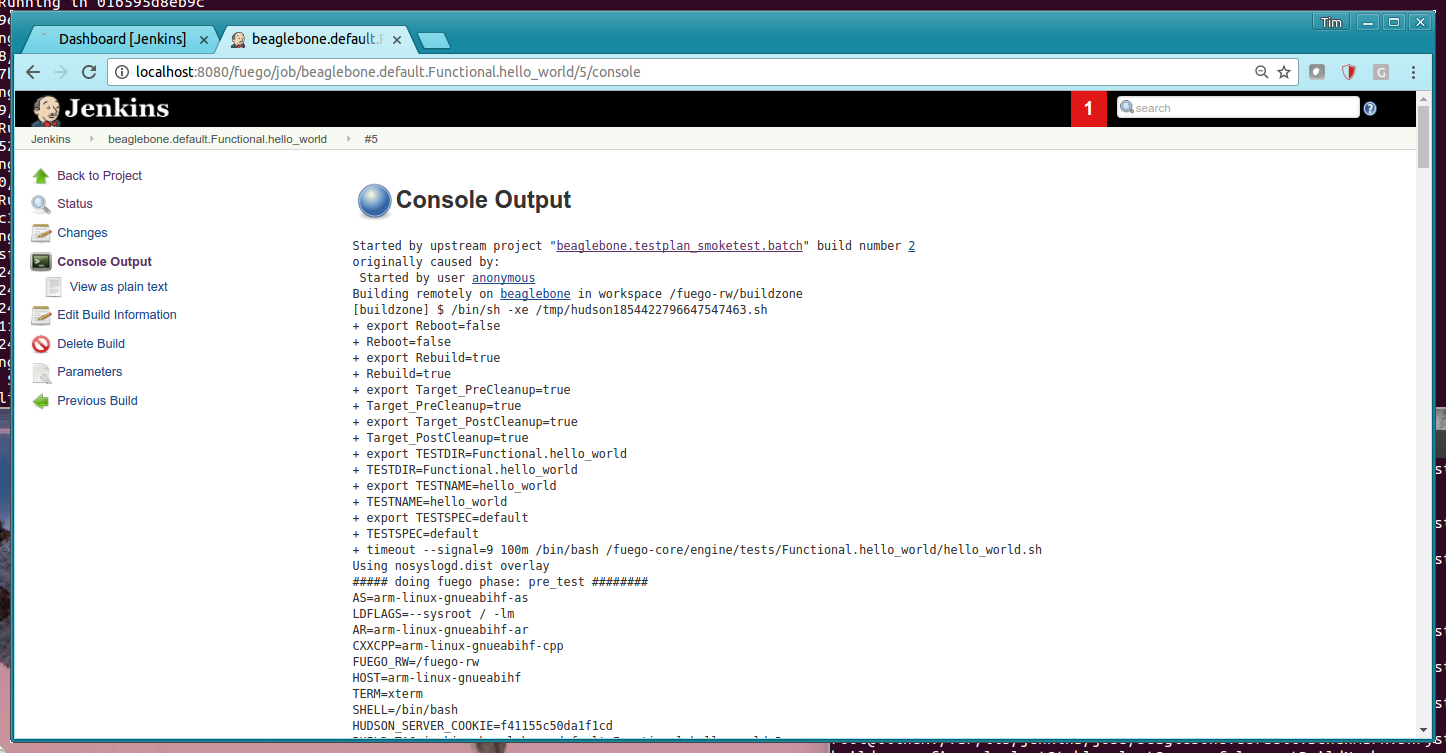 Running in 016595d8eb9c
Tim
Dashboard [Jenkins]
beaglebone.default.F
localhost:8080/fuego/job/beaglebone.default.Functional.hello_world/5/console
Jenkins
1
search
Jenkins
beaglebone.default.Functional.hello_world
#5
Back to Project
Status
Changes
Console Output
View as plain text
Edit Build Information
Delete Build
Parameters
Previous Build
Console Output
Started by upstream project "beaglebone.testplan_smoketest.batch" build number 2
originally caused by:
Started by user anonymous
Building remotely on beaglebone in workspace /fuego-rw/buildzone
[buildzone] $ /bin/sh -xe /tmp/hudson1854422796647547463.sh
+ export Reboot=false
+ Reboot=false
+ export Rebuild=true
+ Rebuild=true
+ export Target_PreCleanup=true
+ Target_PreCleanup=true
+ export Target_PostCleanup=true
+ Target_PostCleanup=true
+ export TESTDIR=Functional.hello_world
+ TESTDIR=Functional.hello_world
+ export TESTNAME=hello_world
+ TESTNAME=hello_world
+ export TESTSPEC=default
+ TESTSPEC=default
+ timeout --signal=9 100m /bin/bash /fuego-core/engine/tests/Functional.hello_world/hello_world.sh
Using nosyslogd.dist overlay
##### doing fuego phase: pre_test ########
AS=arm-linux-gnueabihf-as
LDFLAGS=--sysroot / -lm
AR=arm-linux-gnueabihf-ar
CXXCPP=arm-linux-gnueabihf-cpp
FUEGO_RW=/fuego-rw
HOST=arm-linux-gnueabihf
TERM=xterm
SHELL=/bin/bash
HUDSON_SERVER_COOKIE=f41155c50da1f1cd